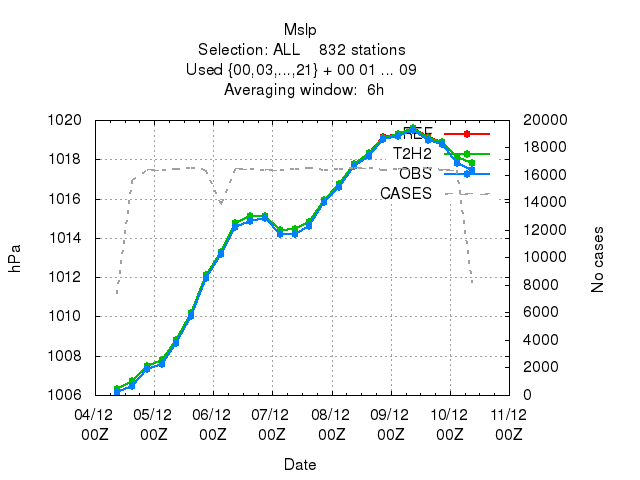 Mslp
Selection: ALL    832 stations
Used {00,03,...,21} + 00 01 ... 09
Averaging window:  6h
hPa
1020
1018
1016
1014
1012
1010
1008
1006
REF
T2H2
OBS
CASES
20000
18000
16000
14000
12000
10000
8000
6000
4000
2000
0
No cases
04/12 05/12 06/12 07/12 08/12 09/12 10/12 11/12
00Z 00Z 00Z 00Z 00Z 00Z 00Z 00Z
Date